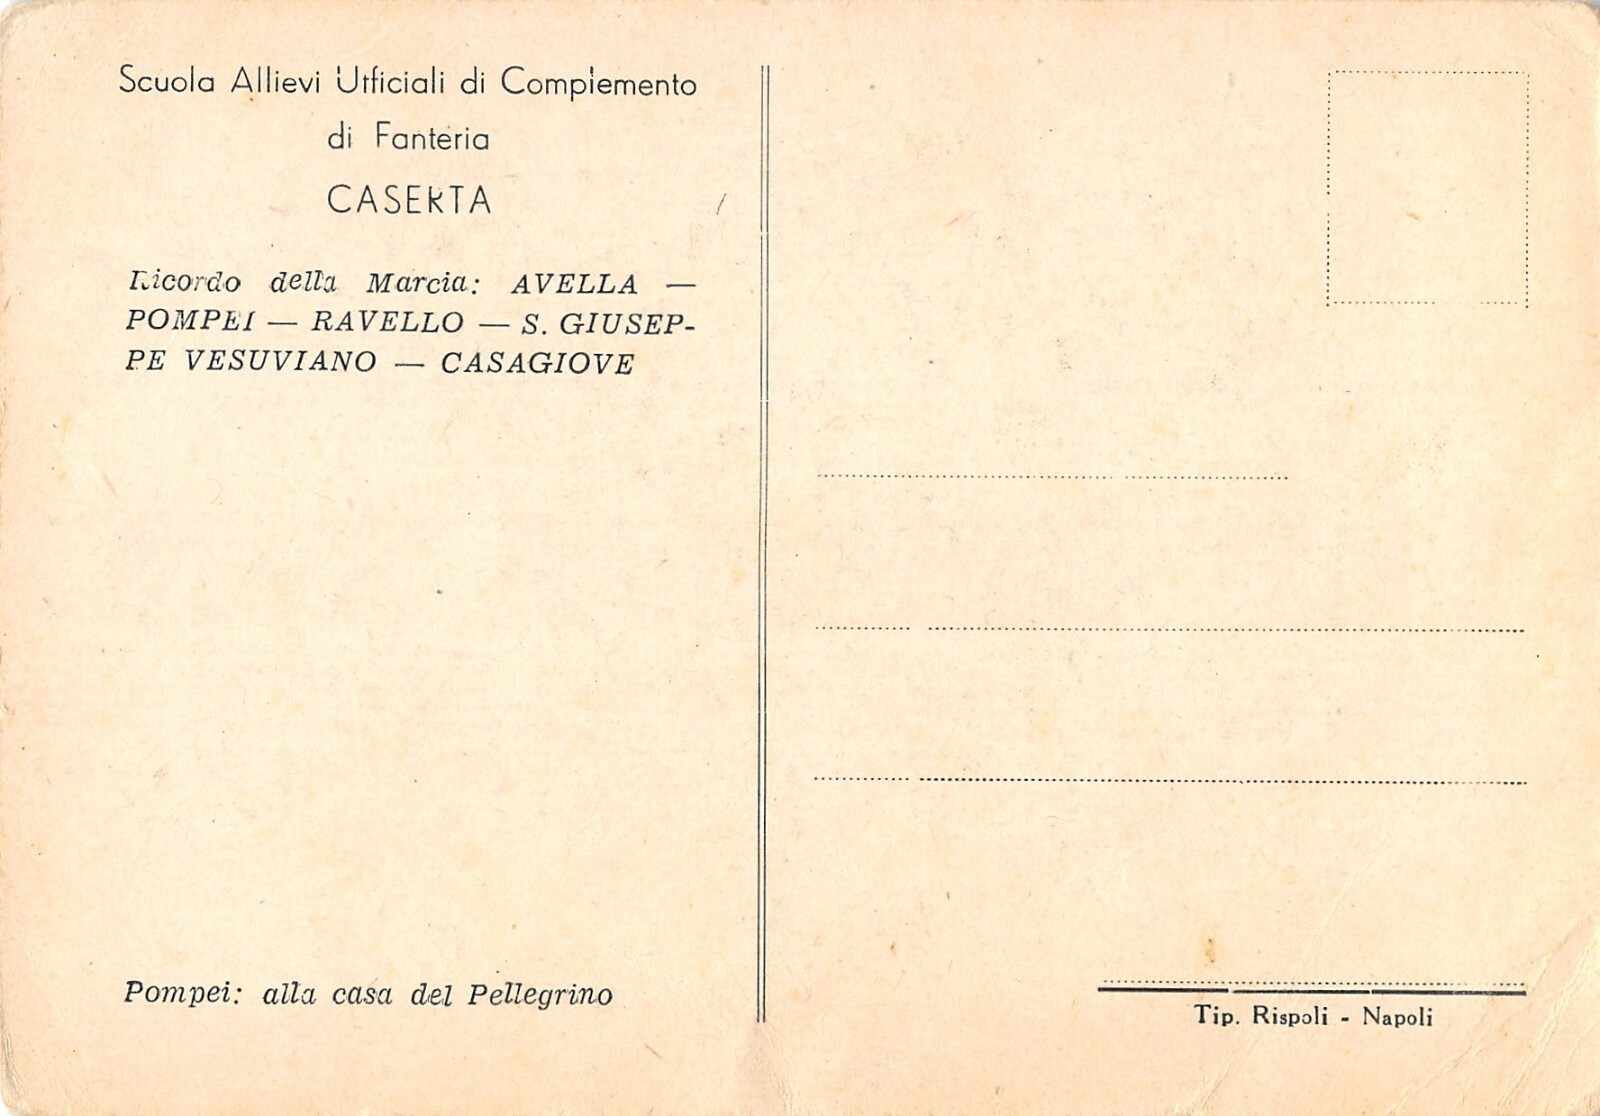 Scuola Allievi Ufficiali di Complemento
di Fanteria
CASERTA
Ricordo della Marcia: AVELLA —
POMPEI — RAVELLO — S. GIUSEP-
PE VESUVIANO — CASAGIOVE
Pompei: alla casa del Pellegrino
Tip. Rispoli - Napoli